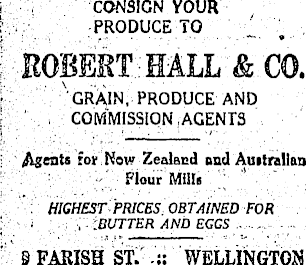 CONSIGN YOUR
PRODUCE TO
ROBERT HALL & CO.
GRAIN, PRODUCE AND
COMMISSION AGENTS
Agents for New Zealand and Australian
Flour Mills
HIGHEST PRICES OBTAINED FOR
BUTTER AND EGGS
9 FARISH ST. :: WELLINGTON